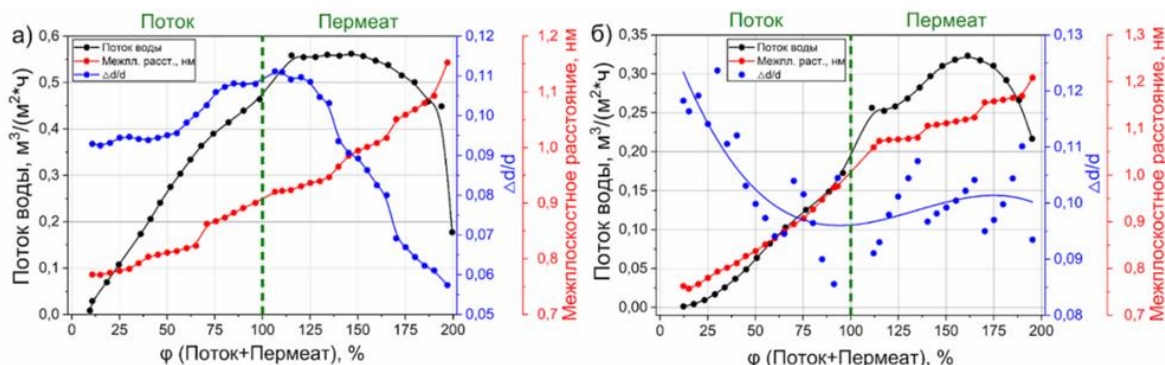 а)
Поток Пермеат
Поток воды
Межпл. расст., нм
Δd/d
Поток воды, м³/(м²*ч)
0,6
0,5
0,4
0,3
0,2
0,1
0,0
0 25 50 75 100 125 150 175 200
φ (Поток+Пермеат), %
0,12
0,11
0,10
0,09
0,08
0,07
0,06
0,05
Δd/d
1,2
1,1
1,0
0,9
0,8
0,7
Межплоскостное расстояние, нм
б)
Поток Пермеат
Поток воды
Межпл. расст., нм
Δd/d
Поток воды, м³/(м²*ч)
0,35
0,30
0,25
0,20
0,15
0,10
0,05
0,00
0 25 50 75 100 125 150 175 200
φ (Поток+Пермеат), %
0,13
0,12
0,11
0,10
0,09
0,08
Δd/d
1,3
1,2
1,1
1,0
0,9
0,8
0,7
Межплоскостное расстояние, нм